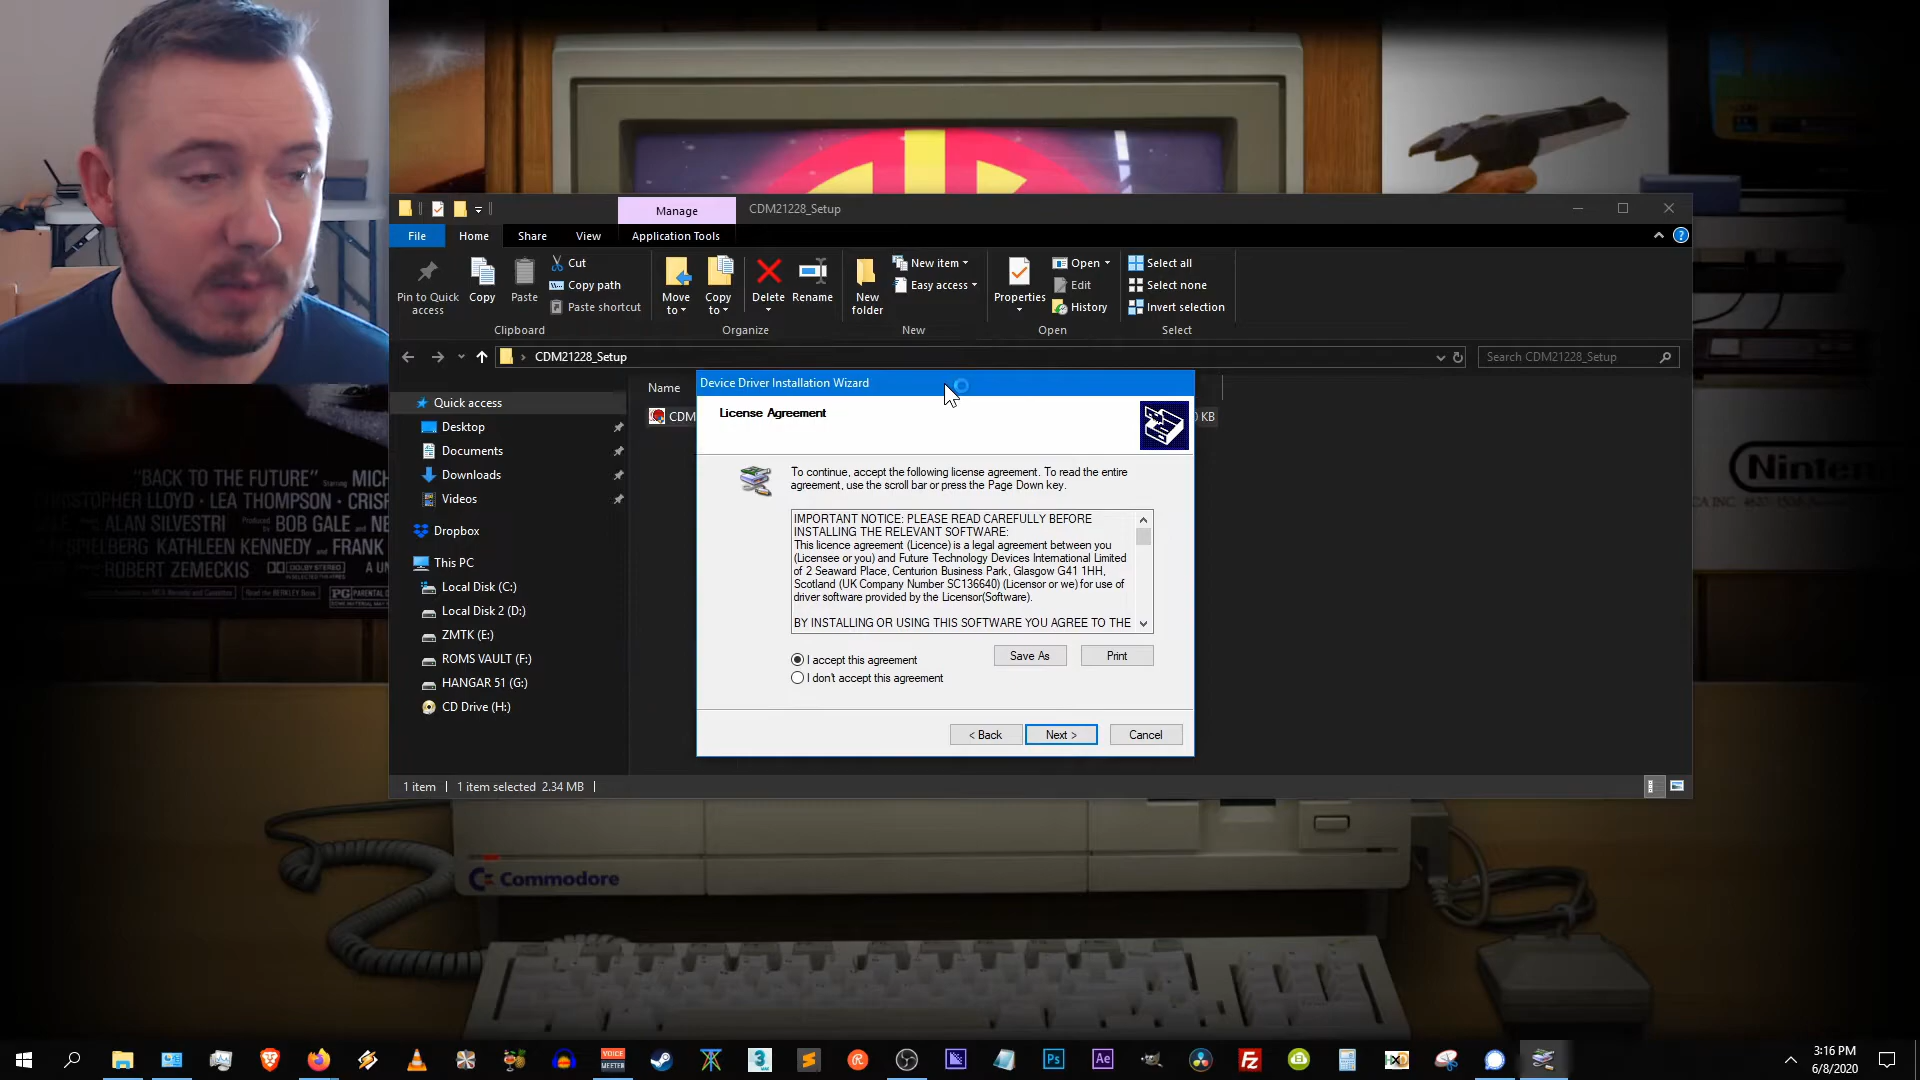 Manage
CDM21228_Setup
File
Home
Share
View
Application Tools
Pin to Quick access
Copy
Paste
Cut
Copy path
Paste shortcut
Clipboard
Move to
Copy to
Delete
Rename
Organize
New folder
New item
Easy access
New
Properties
Open
Edit
History
Open
Select all
Select none
Invert selection
Select
CDM21228_Setup
Search CDM21228_Setup
Quick access
Desktop
Documents
Downloads
Videos
Dropbox
This PC
Local Disk (C:)
Local Disk 2 (D:)
ZMTK (E:)
ROMS VAULT (F:)
HANGAR 51 (G:)
CD Drive (H:)
Name
CDM
KB
Device Driver Installation Wizard
License Agreement
To continue, accept the following license agreement. To read the entire
agreement, use the scroll bar or press the Page Down key.
IMPORTANT NOTICE: PLEASE READ CAREFULLY BEFORE
INSTALLING THE RELEVANT SOFTWARE:
This licence agreement (Licence) is a legal agreement between you
(Licensee or you) and Future Technology Devices International Limited
of 2 Seaward Place, Centurion Business Park, Glasgow G41 1HH,
Scotland (UK Company Number SC136640) (Licensor or we) for use of
driver software provided by the Licensor(Software).
BY INSTALLING OR USING THIS SOFTWARE YOU AGREE TO THE
I accept this agreement
I don't accept this agreement
Save As
Print
< Back
Next >
Cancel
1 item
1 item selected 2.34 MB
"BACK TO THE FUTURE"
CHRISTOPHER LLOYD · LEA THOMPSON · CRIS
ALAN SILVESTRI
BOB GALE
SPIELBERG KATHLEEN KENNEDY
FRANK
ROBERT ZEMECKIS
PG
Ninten
Commodore
VOICE
MEETER
Ps
Ae
3:16 PM
6/8/2020